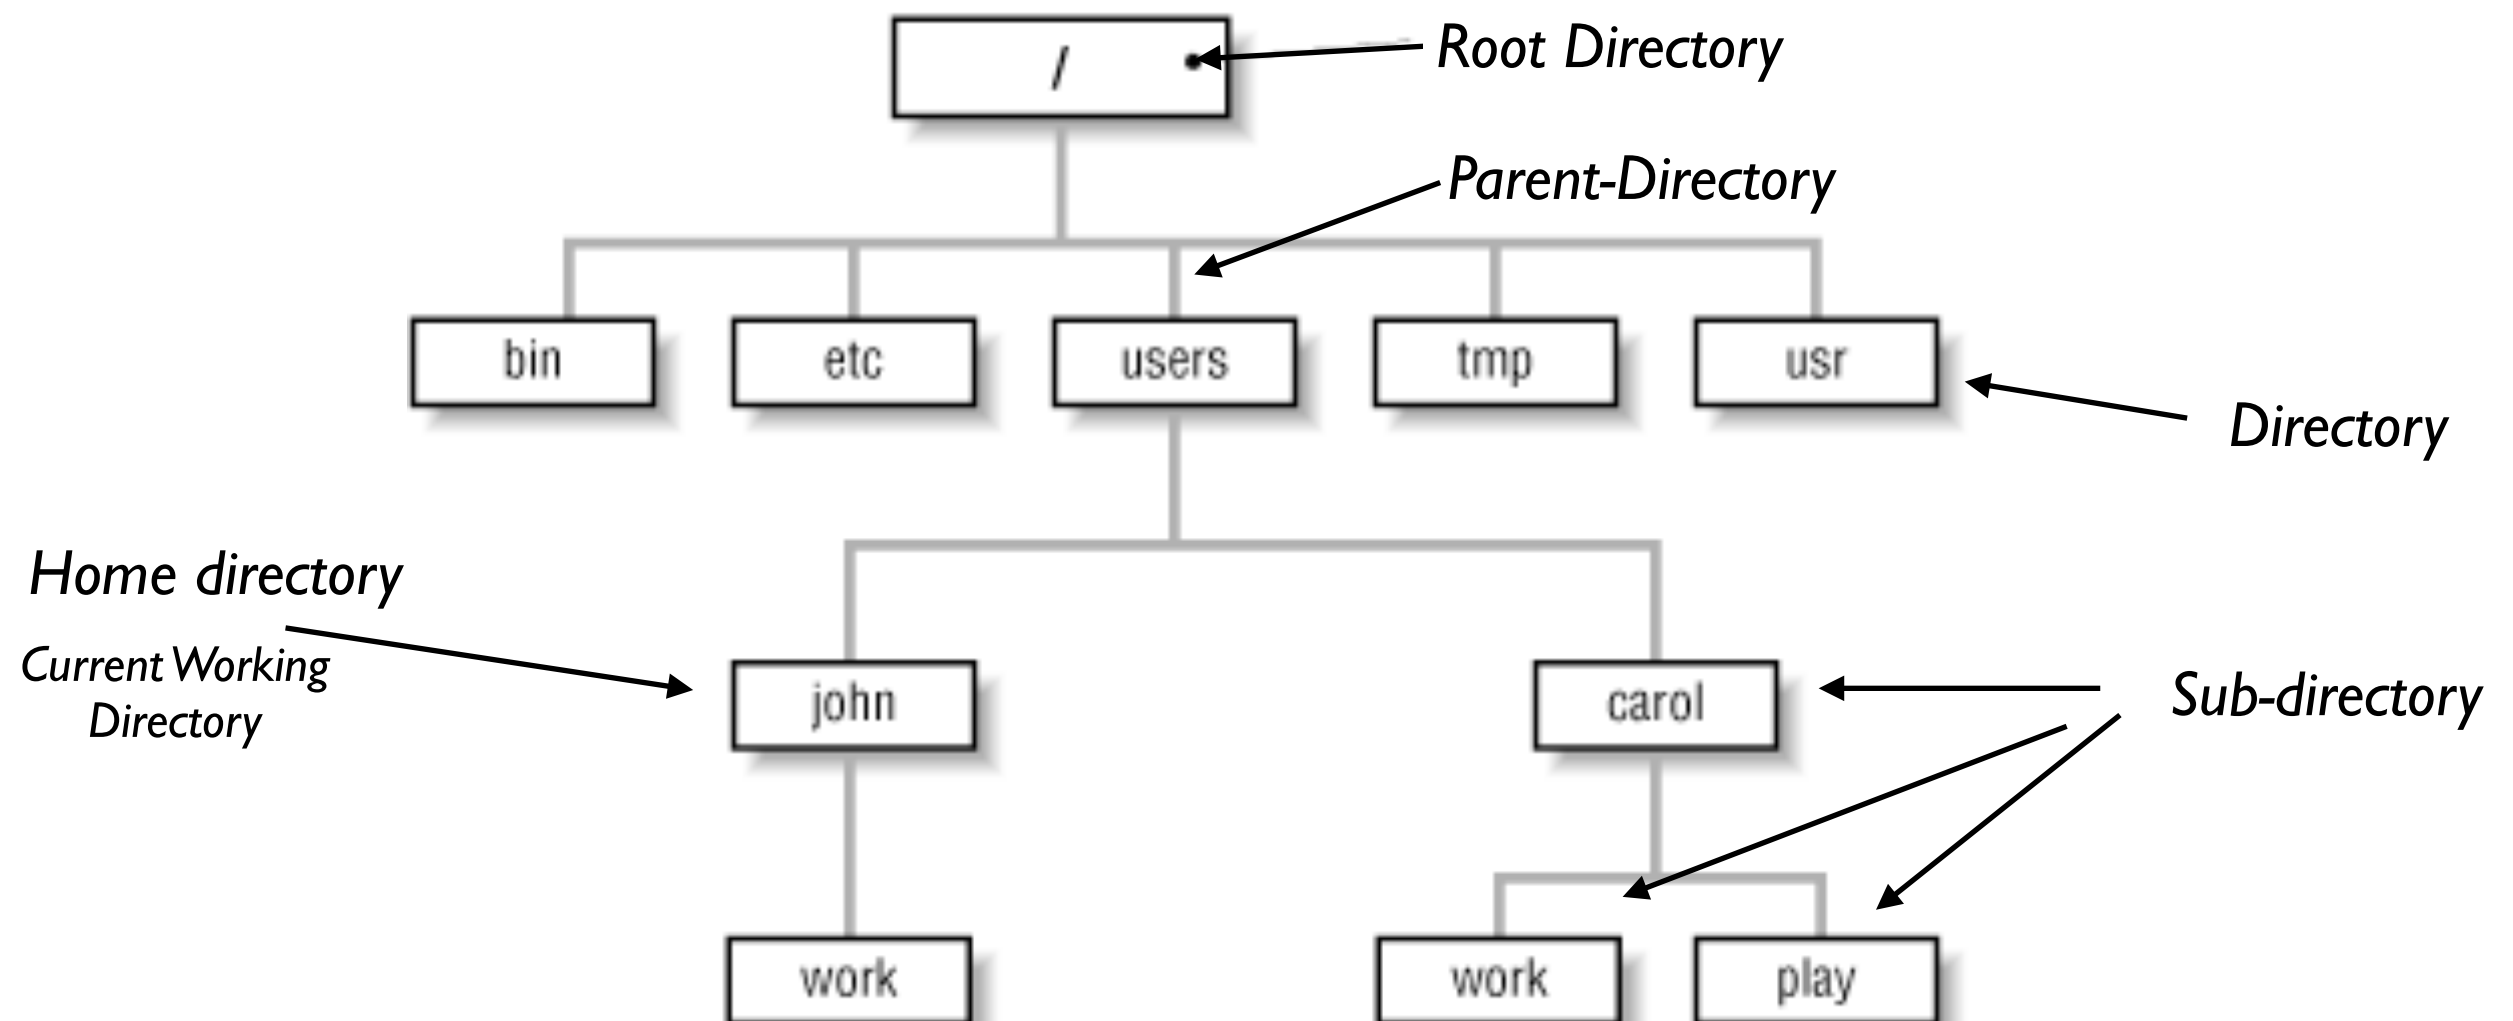 /
Root Directory
Parent-Directory
bin
etc
users
tmp
usr
Directory
Home directory
Current Working
Directory
john
carol
Sub-directory
work
work
play